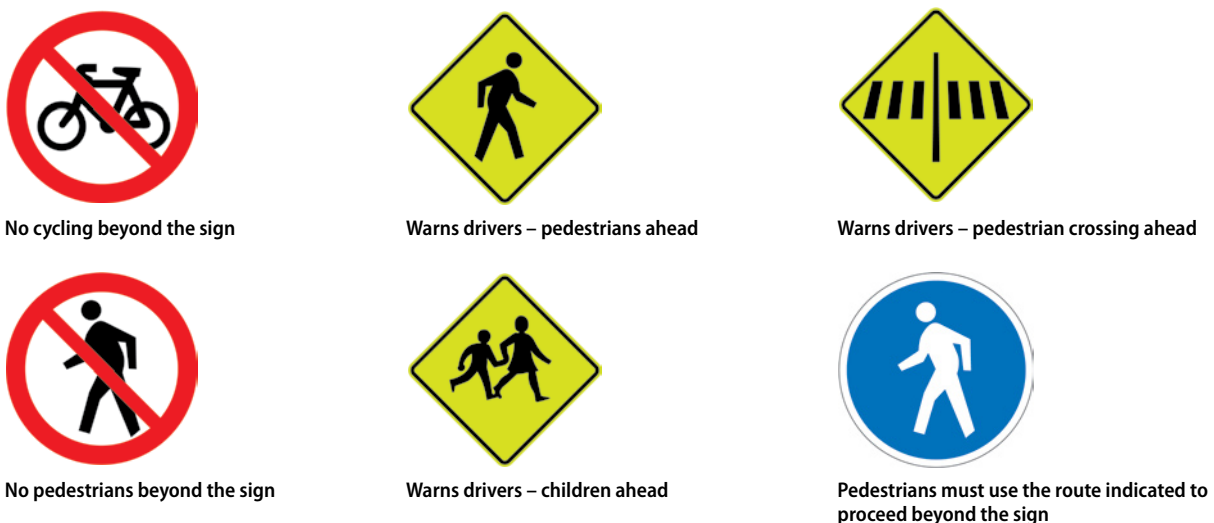 No cycling beyond the sign
Warns drivers – pedestrians ahead
Warns drivers – pedestrian crossing ahead
No pedestrians beyond the sign
Warns drivers – children ahead
Pedestrians must use the route indicated to
proceed beyond the sign